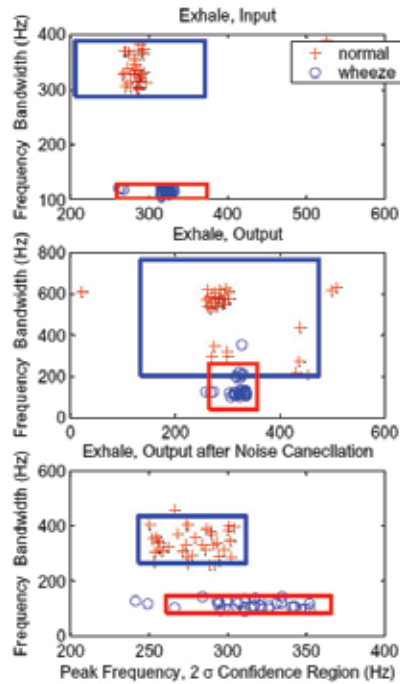 Exhale, Input
Frequency Bandwidth (Hz)
400
300
200
100
200
300
400
500
600
normal
wheeze
Exhale, Output
Frequency Bandwidth (Hz)
800
600
400
200
0
0
200
400
600
Exhale, Output after Noise Canecllation
Frequency Bandwidth (Hz)
600
400
200
0
250
300
350
400
Peak Frequency, 2 σ Confidence Region (Hz)